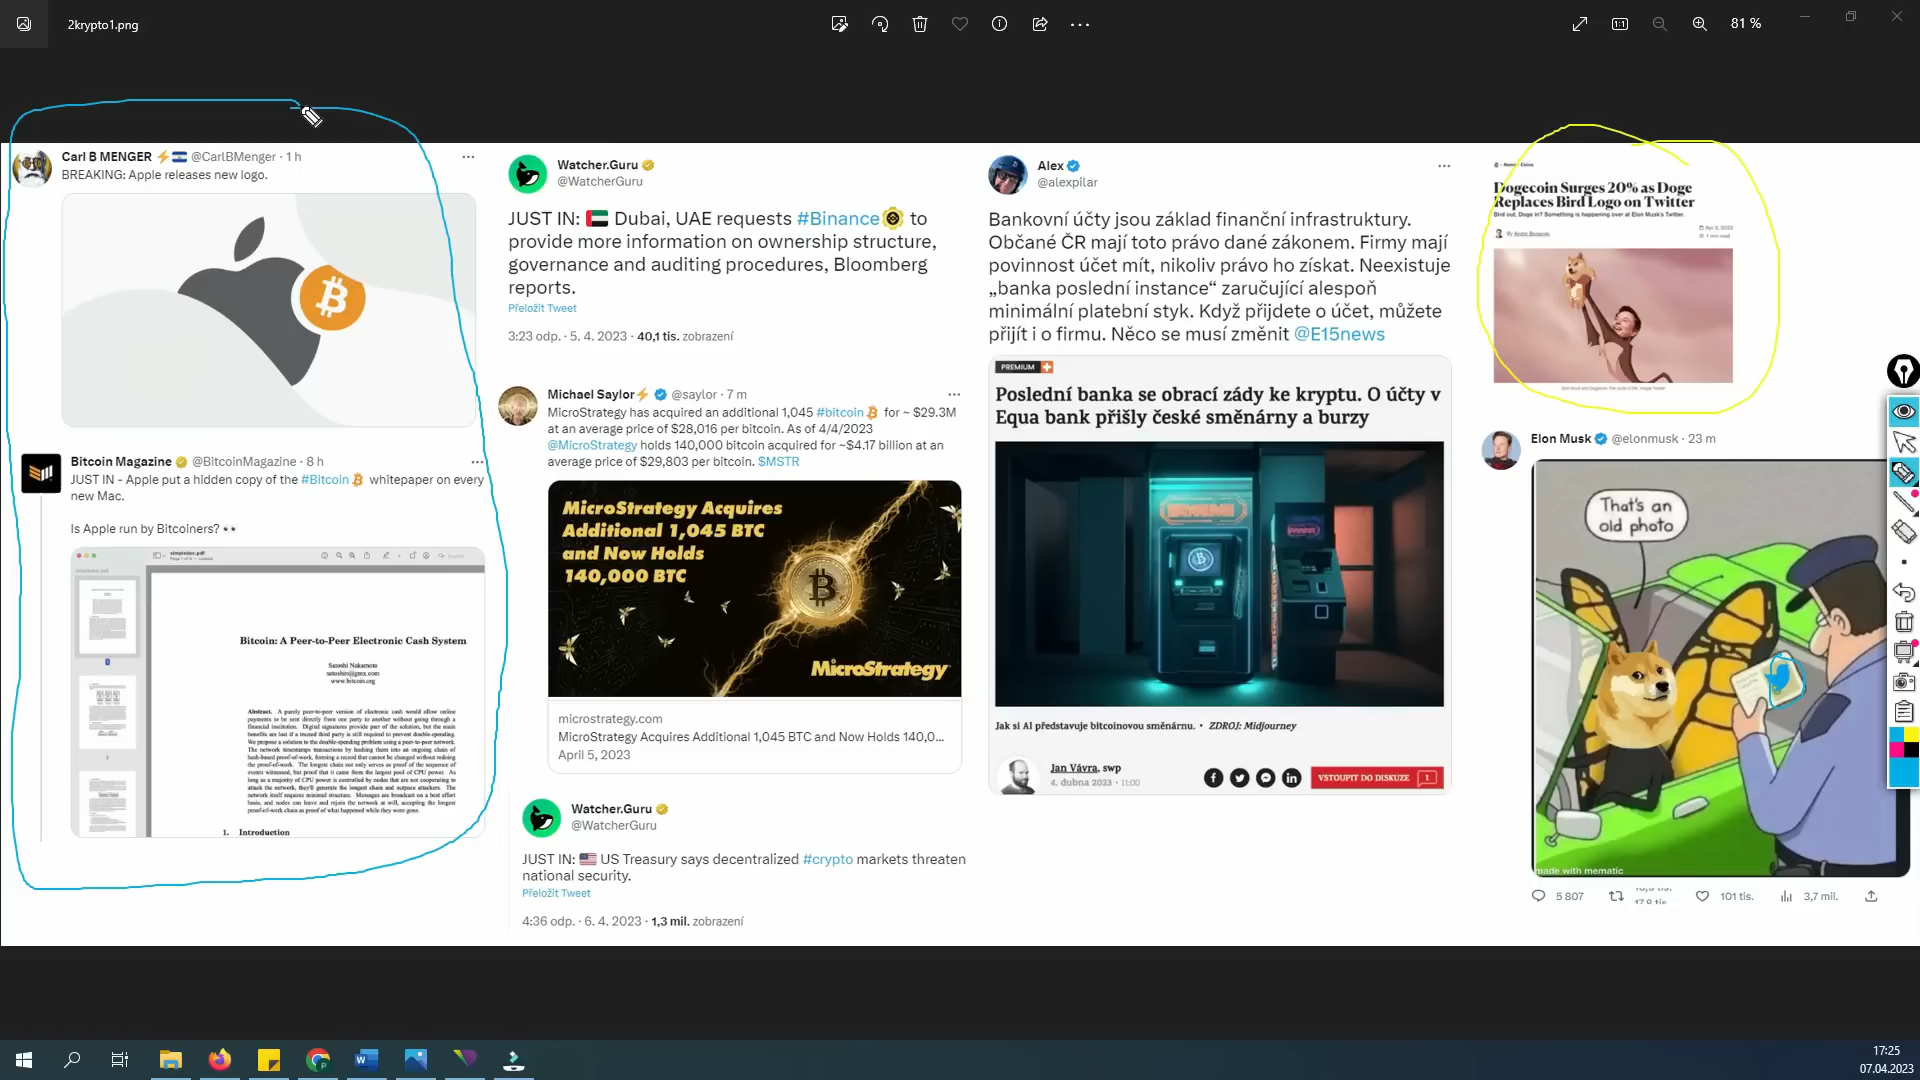 2krypto1.png
81 %
Carl B MENGER @CarlBMenger · 1 h
BREAKING: Apple releases new logo.
Bitcoin Magazine @BitcoinMagazine · 8 h
JUST IN - Apple put a hidden copy of the #Bitcoin whitepaper on every
new Mac.
Is Apple run by Bitcoiners?
simpledoc.pdf
Bitcoin: A Peer-to-Peer Electronic Cash System
Satoshi Nakamoto
satoshin@gmx.com
www.bitcoin.org
Abstract. A purely peer-to-peer version of electronic cash would allow online
payments to be sent directly from one party to another without going through a
financial institution. Digital signatures provide part of the solution, but the main
benefits are lost if a trusted third party is still required to prevent double-spending.
We propose a solution to the double-spending problem using a peer-to-peer network.
The network timestamps transactions by hashing them into an ongoing chain of
hash-based proof-of-work, forming a record that cannot be changed without redoing
the proof-of-work. The longest chain not only serves as proof of the sequence of
events witnessed, but proof that it came from the largest pool of CPU power. As
long as a majority of CPU power is controlled by nodes that are not cooperating to
attack the network, they'll generate the longest chain and outpace attackers. The
network itself requires minimal structure. Messages are broadcast on a best effort
basis, and nodes can leave and rejoin the network at will, accepting the longest
proof-of-work chain as proof of what happened while they were gone.
1. Introduction
Watcher.Guru
@WatcherGuru
JUST IN: Dubai, UAE requests #Binance to
provide more information on ownership structure,
governance and auditing procedures, Bloomberg
reports.
Přeložit Tweet
3:23 odp. · 5. 4. 2023 · 40,1 tis. zobrazení
Michael Saylor @saylor · 7 m
MicroStrategy has acquired an additional 1,045 #bitcoin for ~ $29.3M
at an average price of $28,016 per bitcoin. As of 4/4/2023
@MicroStrategy holds 140,000 bitcoin acquired for ~$4.17 billion at an
average price of $29,803 per bitcoin. $MSTR
MicroStrategy Acquires
Additional 1,045 BTC
and Now Holds
140,000 BTC
MicroStrategy
microstrategy.com
MicroStrategy Acquires Additional 1,045 BTC and Now Holds 140,0...
April 5, 2023
Watcher.Guru
@WatcherGuru
JUST IN: US Treasury says decentralized #crypto markets threaten
national security.
Přeložit Tweet
4:36 odp. · 6. 4. 2023 · 1,3 mil. zobrazení
Alex
@alexpilar
Bankovní účty jsou základ finanční infrastruktury.
Občané ČR mají toto právo dané zákonem. Firmy mají
povinnost účet mít, nikoliv právo ho získat. Neexistuje
„banka poslední instance“ zaručující alespoň
minimální platební styk. Když přijdete o účet, můžete
přijít i o firmu. Něco se musí změnit @E15news
PREMIUM +
Poslední banka se obrací zády ke kryptu. O účty v
Equa bank přišly české směnárny a burzy
Jak si AI představuje bitcoinovou směnárnu. • ZDROJ: Midjourney
Jan Vávra, swp
4. dubna 2023 · 11:00
VSTOUPIT DO DISKUZE 1
Dogecoin Surges 20% as Doge
Replaces Bird Logo on Twitter
Bird out, Doge in? Something is happening over at Elon Musk's Twitter.
Elon Musk @elonmusk · 23 m
That's an
old photo
made with mematic
5 807
101 tis.
3,7 mil.
17:25
07.04.2023